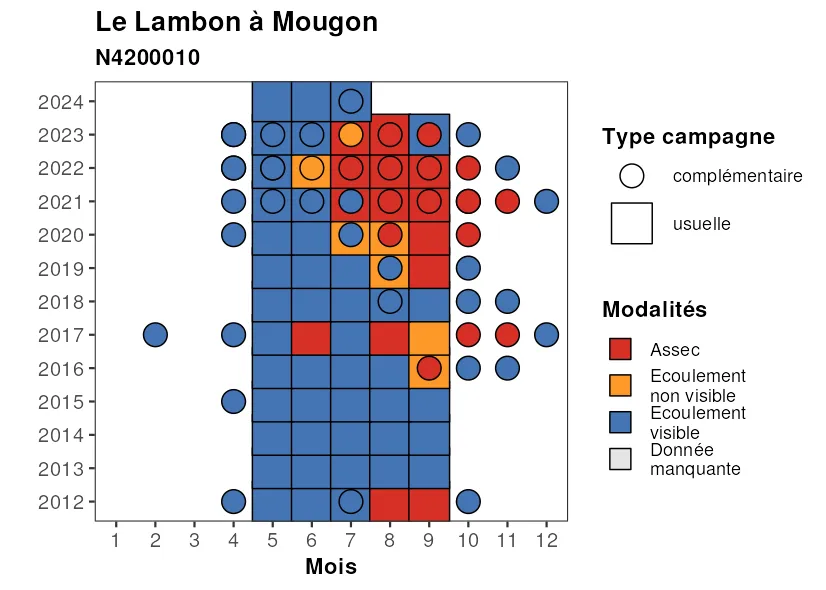 Le Lambon à Mougon
N4200010
2024
2023
2022
2021
2020
2019
2018
2017
2016
2015
2014
2013
2012
1 2 3 4 5 6 7 8 9 10 11 12
Mois
Type campagne
complémentaire
usuelle
Modalités
Assec
Ecoulement
non visible
Ecoulement
visible
Donnée
manquante